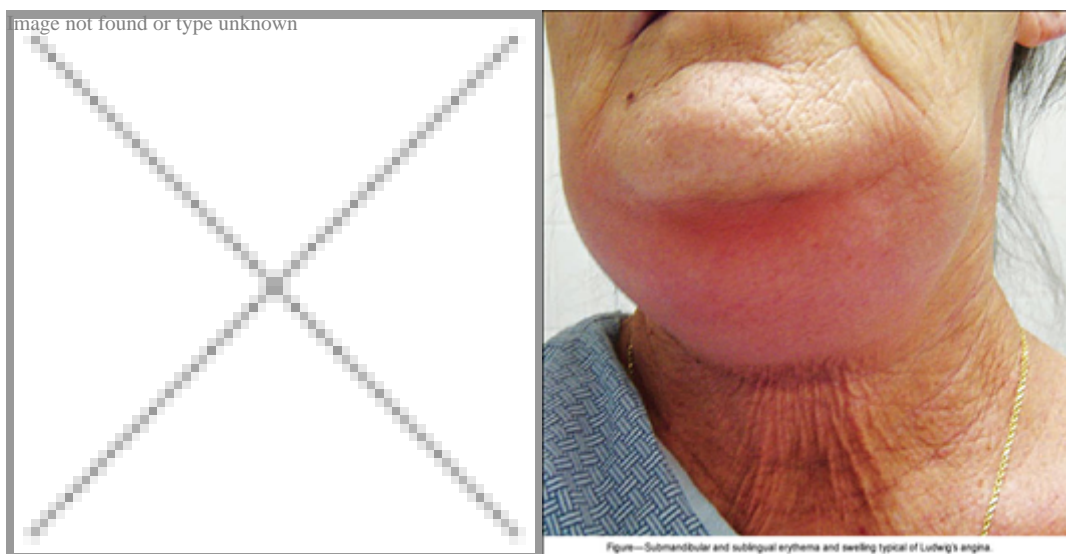 Image not found or type unknown
Figure—Submandibular and sublingual erythema and swelling typical of Ludwig's angina.